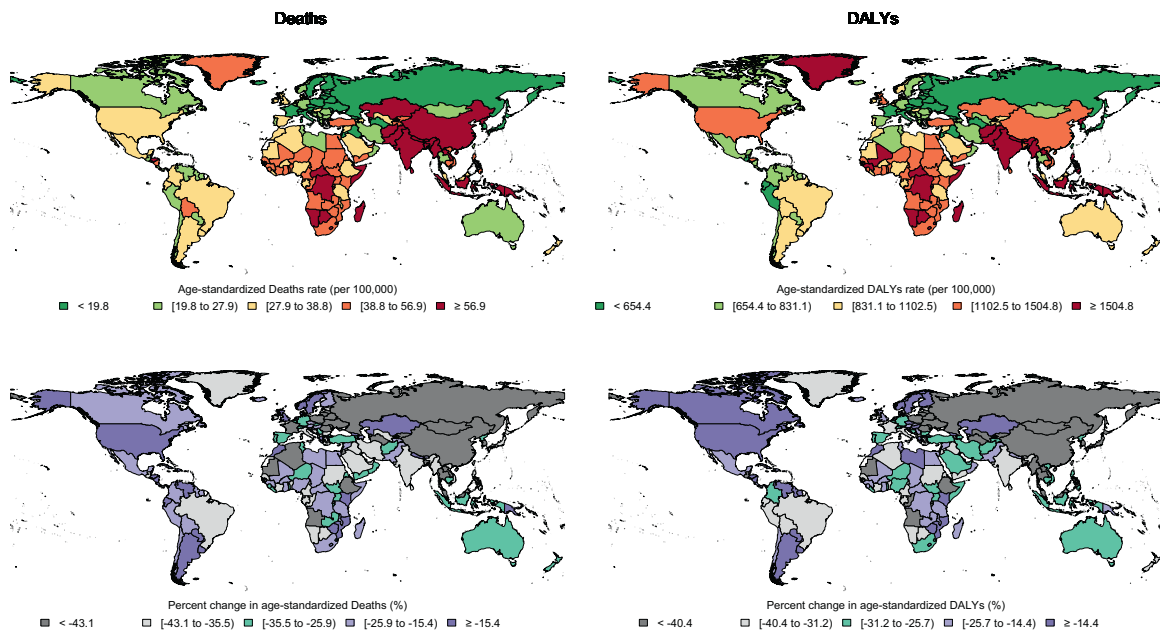 Deaths
DALYs
Age-standardized Deaths rate (per 100,000)
< 19.8 [19.8 to 27.9) [27.9 to 38.8) [38.8 to 56.9) ≥ 56.9
Age-standardized DALYs rate (per 100,000)
< 654.4 [654.4 to 831.1) [831.1 to 1102.5) [1102.5 to 1504.8) ≥ 1504.8
Percent change in age-standardized Deaths (%)
< -43.1 [-43.1 to -35.5) [-35.5 to -25.9) [-25.9 to -15.4) ≥ -15.4
Percent change in age-standardized DALYs (%)
< -40.4 [-40.4 to -31.2) [-31.2 to -25.7) [-25.7 to -14.4) ≥ -14.4